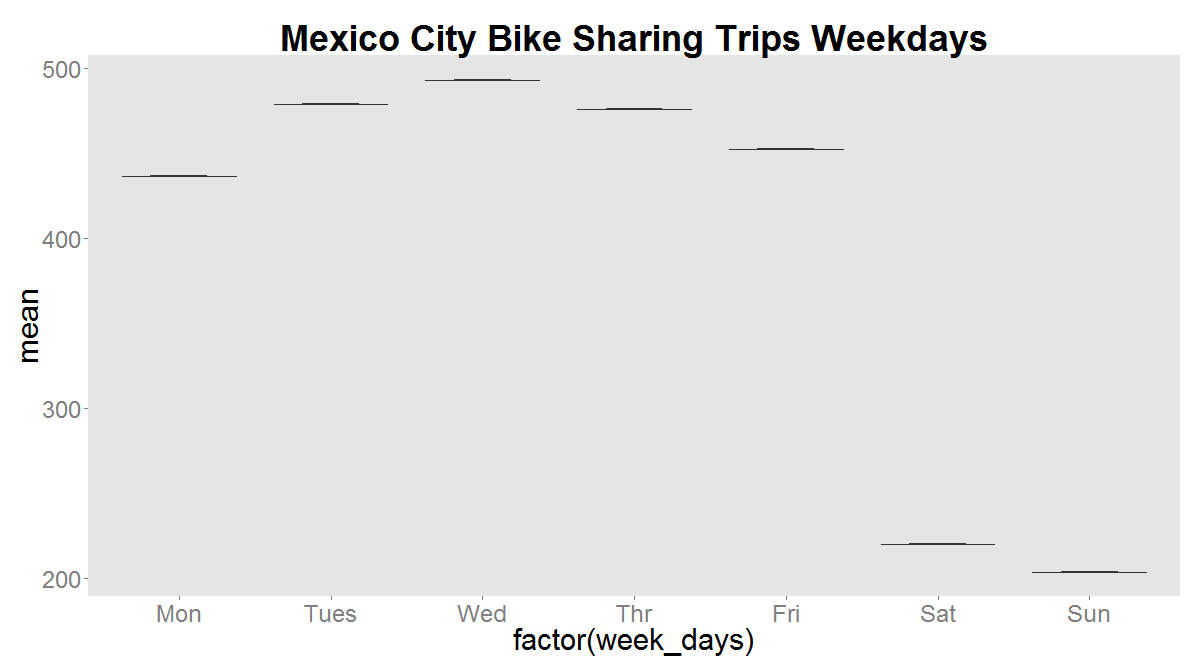 Mexico City Bike Sharing Trips Weekdays
500
400
300
200
mean
Mon Tues Wed Thr Fri Sat Sun
factor(week_days)